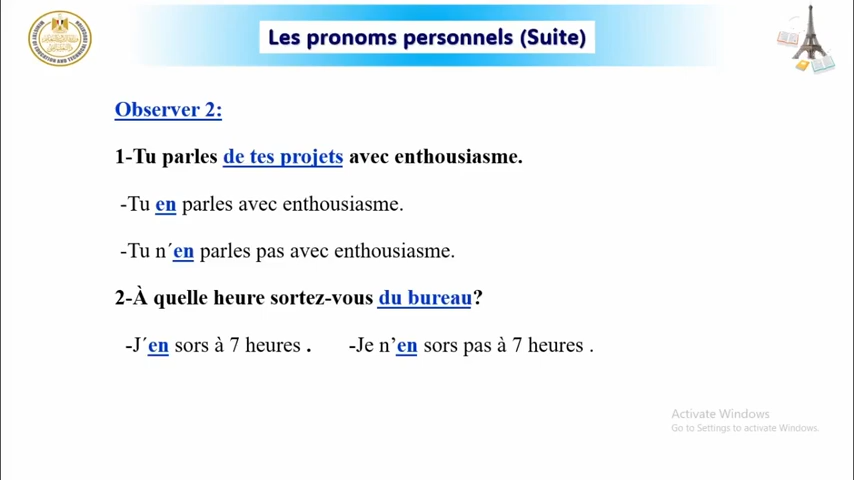 Les pronoms personnels (Suite)
Observer 2:
1-Tu parles de tes projets avec enthousiasme.
-Tu en parles avec enthousiasme.
-Tu n´en parles pas avec enthousiasme.
2-À quelle heure sortez-vous du bureau?
-J´en sors à 7 heures . -Je n’en sors pas à 7 heures .
Activate Windows
Go to Settings to activate Windows.